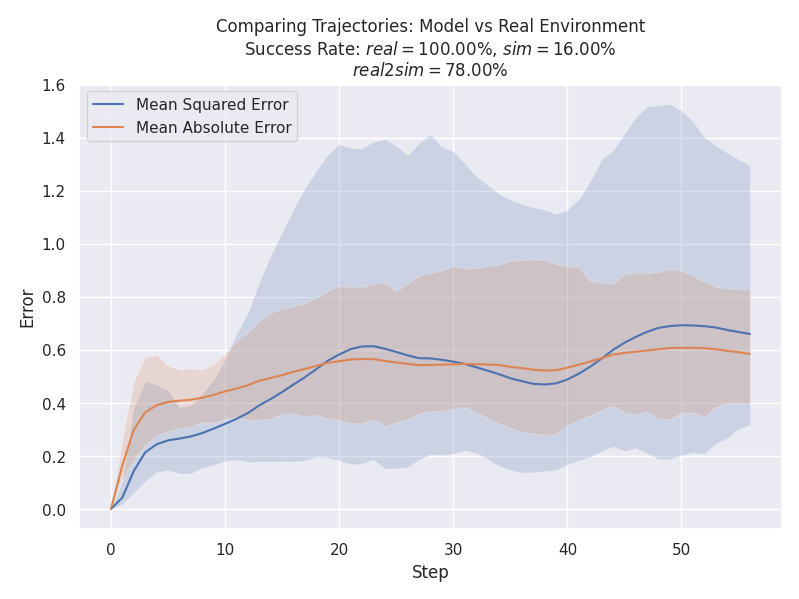 Comparing Trajectories: Model vs Real Environment
Success Rate: real = 100.00%, sim = 16.00%
real2sim = 78.00%
Mean Squared Error
Mean Absolute Error
Error
1.6
1.4
1.2
1.0
0.8
0.6
0.4
0.2
0.0
0 10 20 30 40 50
Step